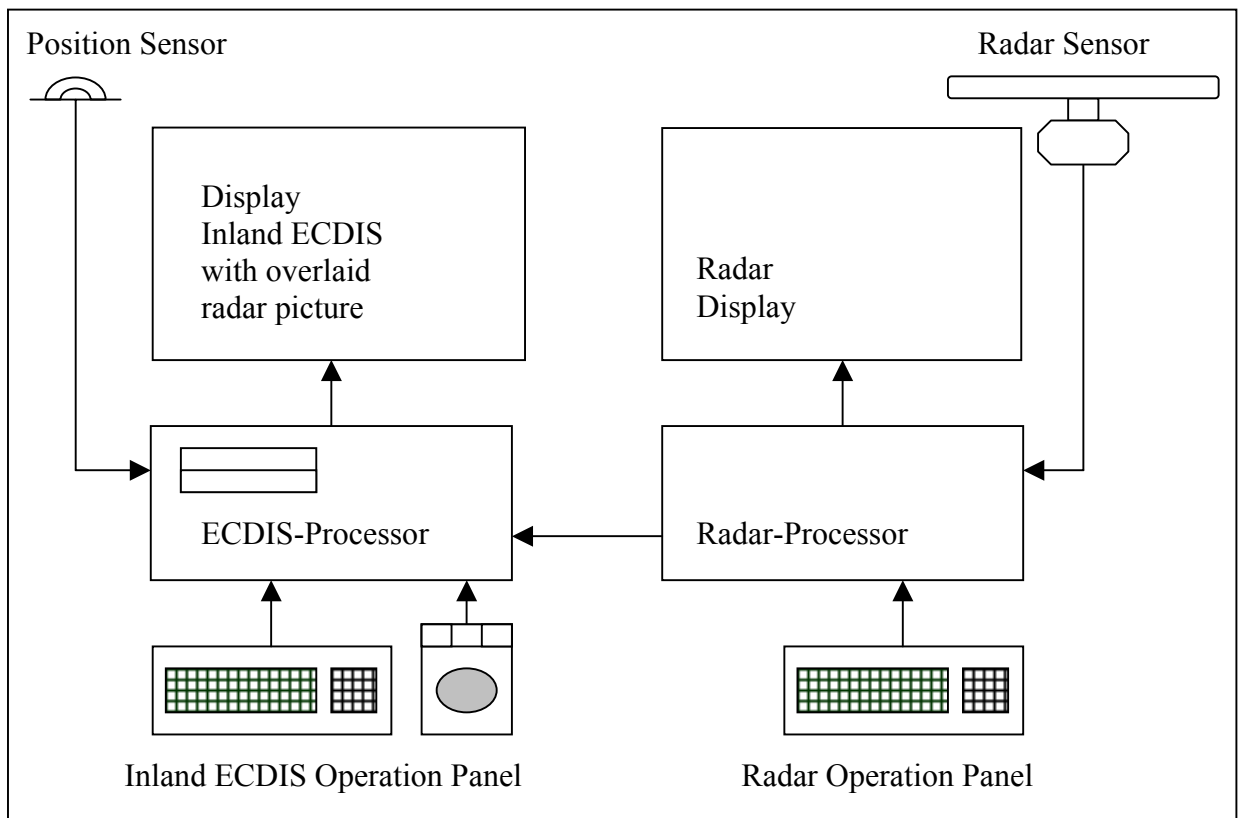 Position Sensor
Radar Sensor
Display
Inland ECDIS
with overlaid
radar picture
Radar
Display
ECDIS-Processor
Radar-Processor
Inland ECDIS Operation Panel
Radar Operation Panel